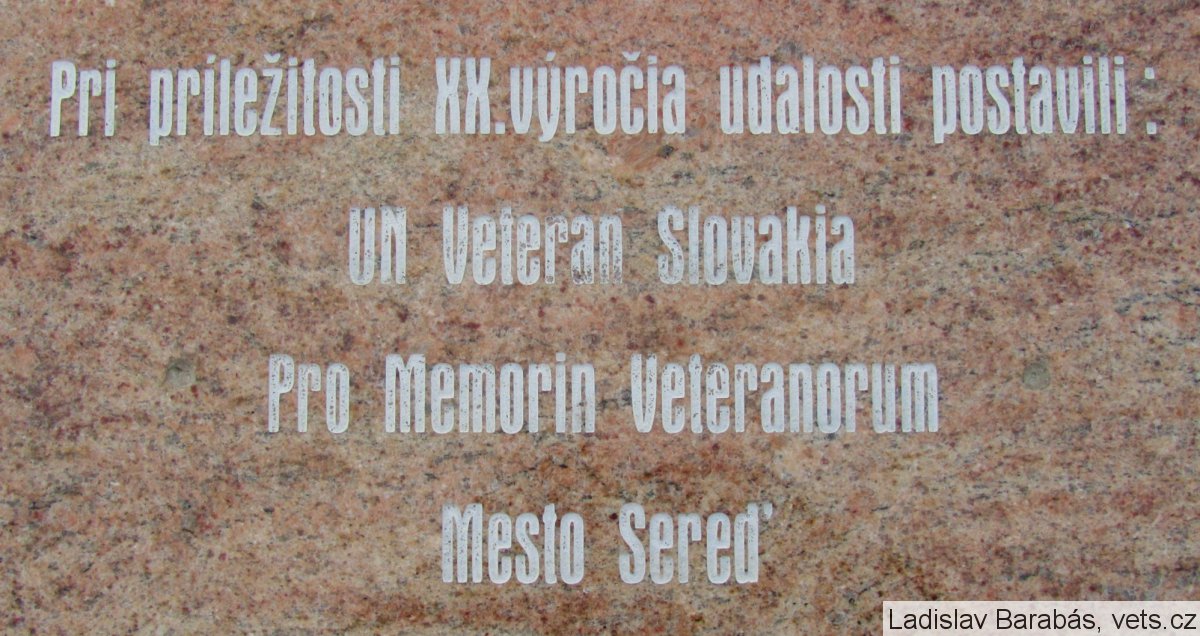 Pri príležitosti XX.výročia udalosti postavili :
UN Veteran Slovakia
Pro Memorin Veteranorum
Mesto Sereď
Ladislav Barabás, vets.cz